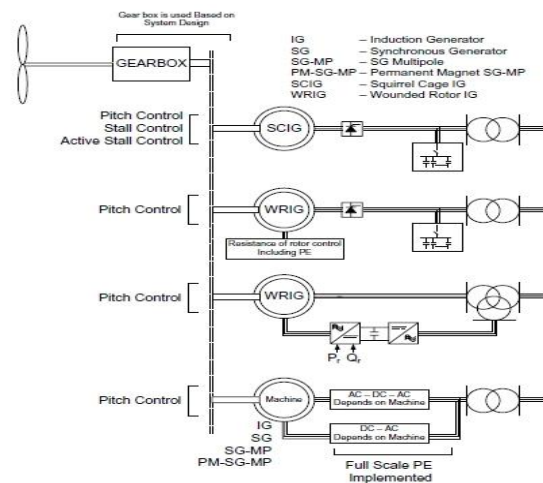 Gear box is used Based on
System Design
GEARBOX
IG – Induction Generator
SG – Synchronous Generator
SG-MP – SG Multipole
PM-SG-MP – Permanent Magnet SG-MP
SCIG – Squirrel Cage IG
WRIG – Wounded Rotor IG
Pitch Control
Stall Control
Active Stall Control
SCIG
Pitch Control
WRIG
Resistance of rotor control
Including PE
Pitch Control
WRIG
Pr Qr
Pitch Control
Machine
AC – DC – AC
Depends on Machine
IG
SG
SG-MP
PM-SG-MP
DC – AC
Depends on Machine
Full Scale PE
Implemented